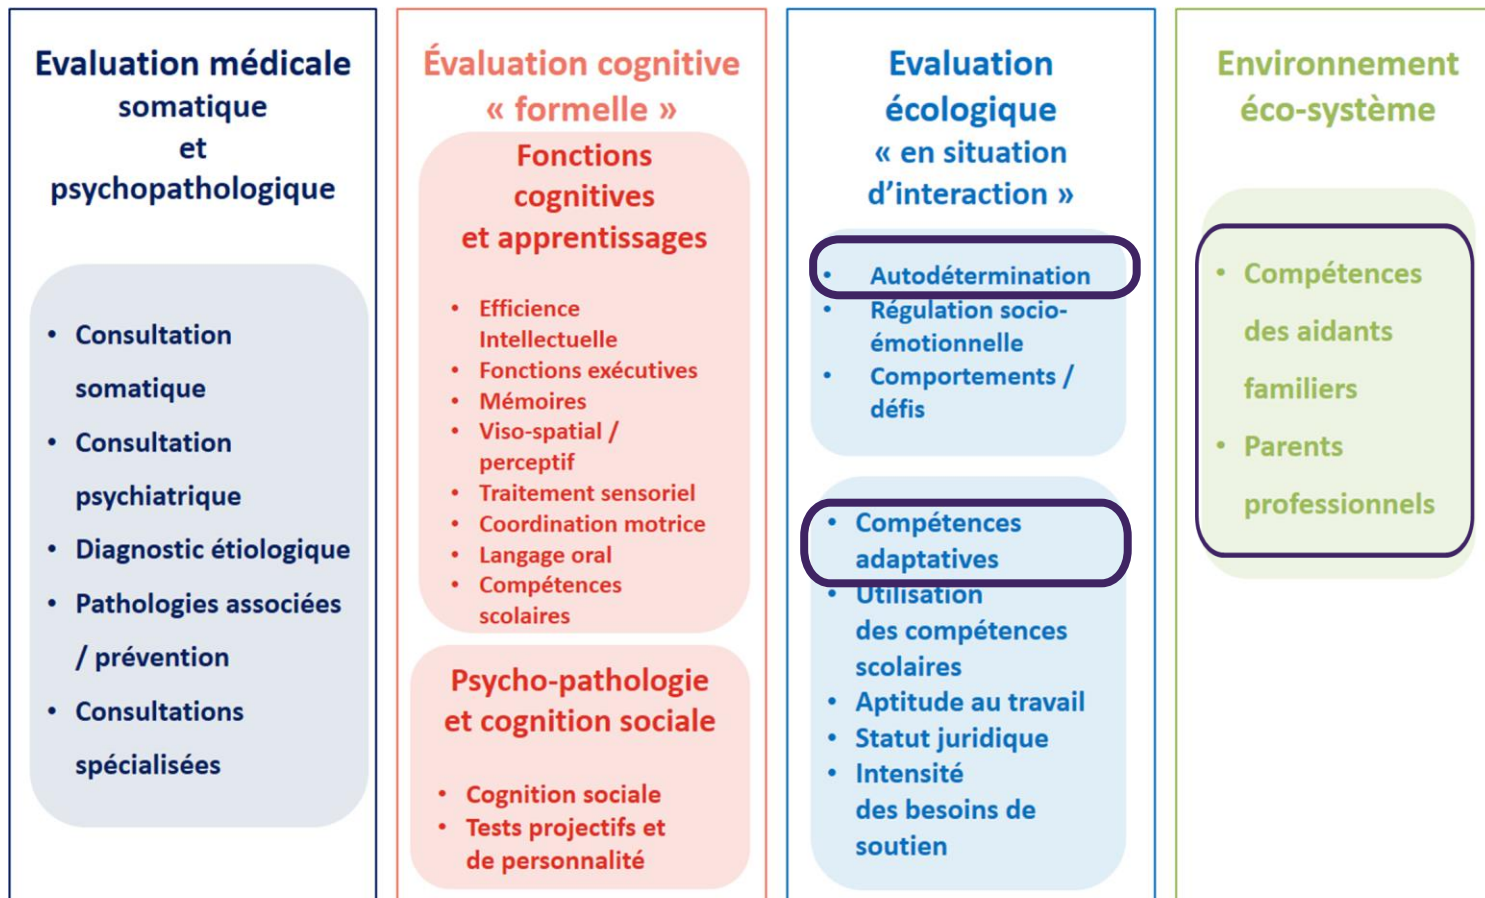 Evaluation médicale
somatique
et
psychopathologique
• Consultation
somatique
• Consultation
psychiatrique
• Diagnostic étiologique
• Pathologies associées
/ prévention
• Consultations
spécialisées
Évaluation cognitive
« formelle »
Fonctions
cognitives
et apprentissages
• Efficience
Intellectuelle
• Fonctions exécutives
• Mémoires
• Viso-spatial /
perceptif
• Traitement sensoriel
• Coordination motrice
• Langage oral
• Compétences
scolaires
Psycho-pathologie
et cognition sociale
• Cognition sociale
• Tests projectifs et
de personnalité
Evaluation
écologique
« en situation
d’interaction »
• Autodétermination
• Régulation socio-
émotionnelle
• Comportements /
défis
• Compétences
adaptatives
• Utilisation
des compétences
scolaires
• Aptitude au travail
• Statut juridique
• Intensité
des besoins de
soutien
Environnement
éco-système
• Compétences
des aidants
familiers
• Parents
professionnels